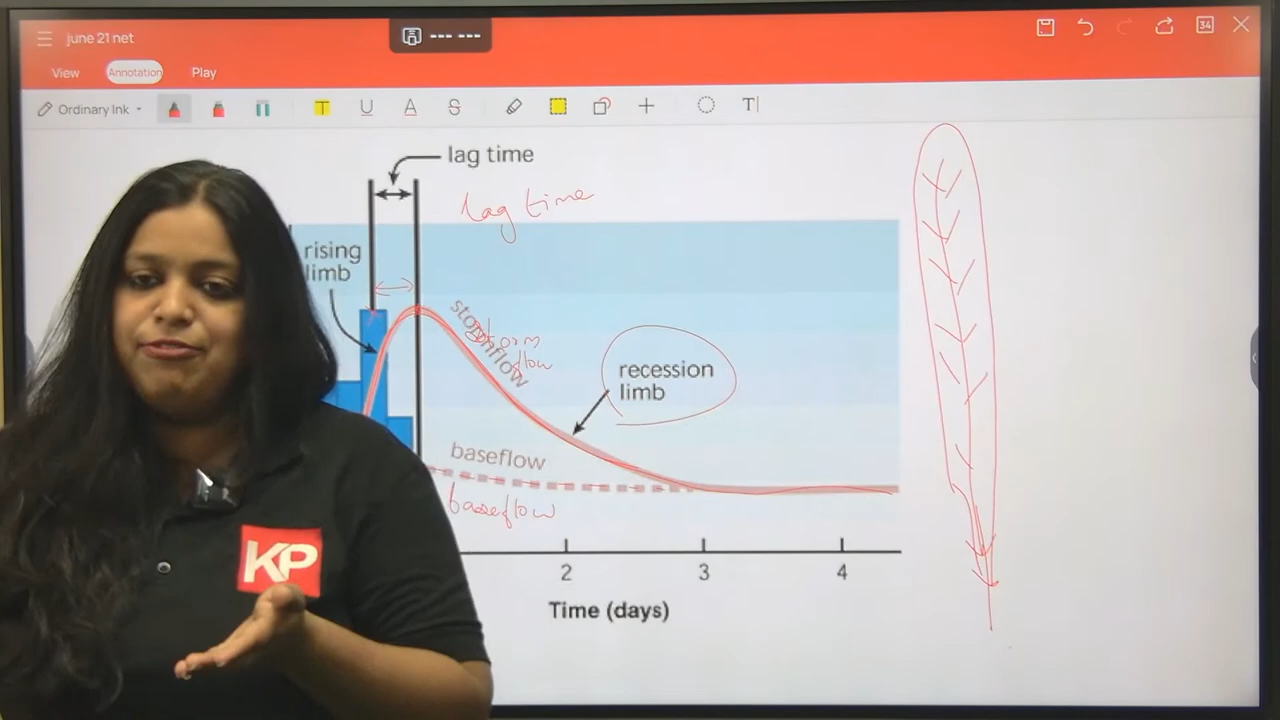 june 21 net
--- ---
34
View Annotation Play
Ordinary Ink T U A S T
lag time
lag time
rising
limb
stormflow
storm
flow
recession
limb
baseflow
baseflow
2 3 4
Time (days)
KP